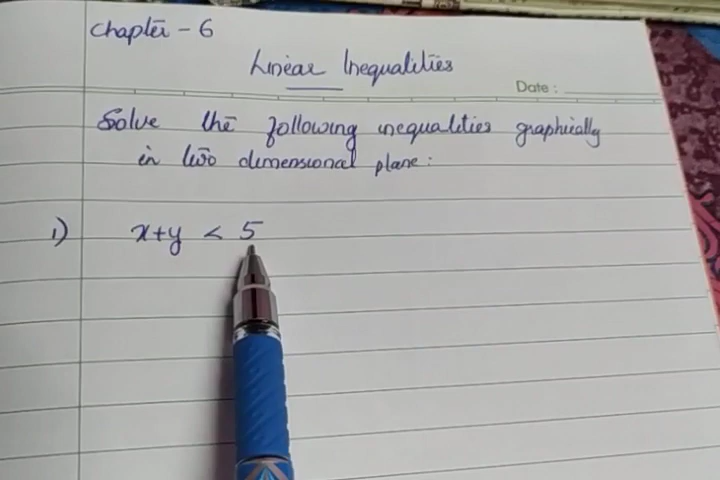 Chapter - 6
Linear Inequalities
Date :
Solve the following inequalities graphically
in two dimensional plane :
1) x+y < 5